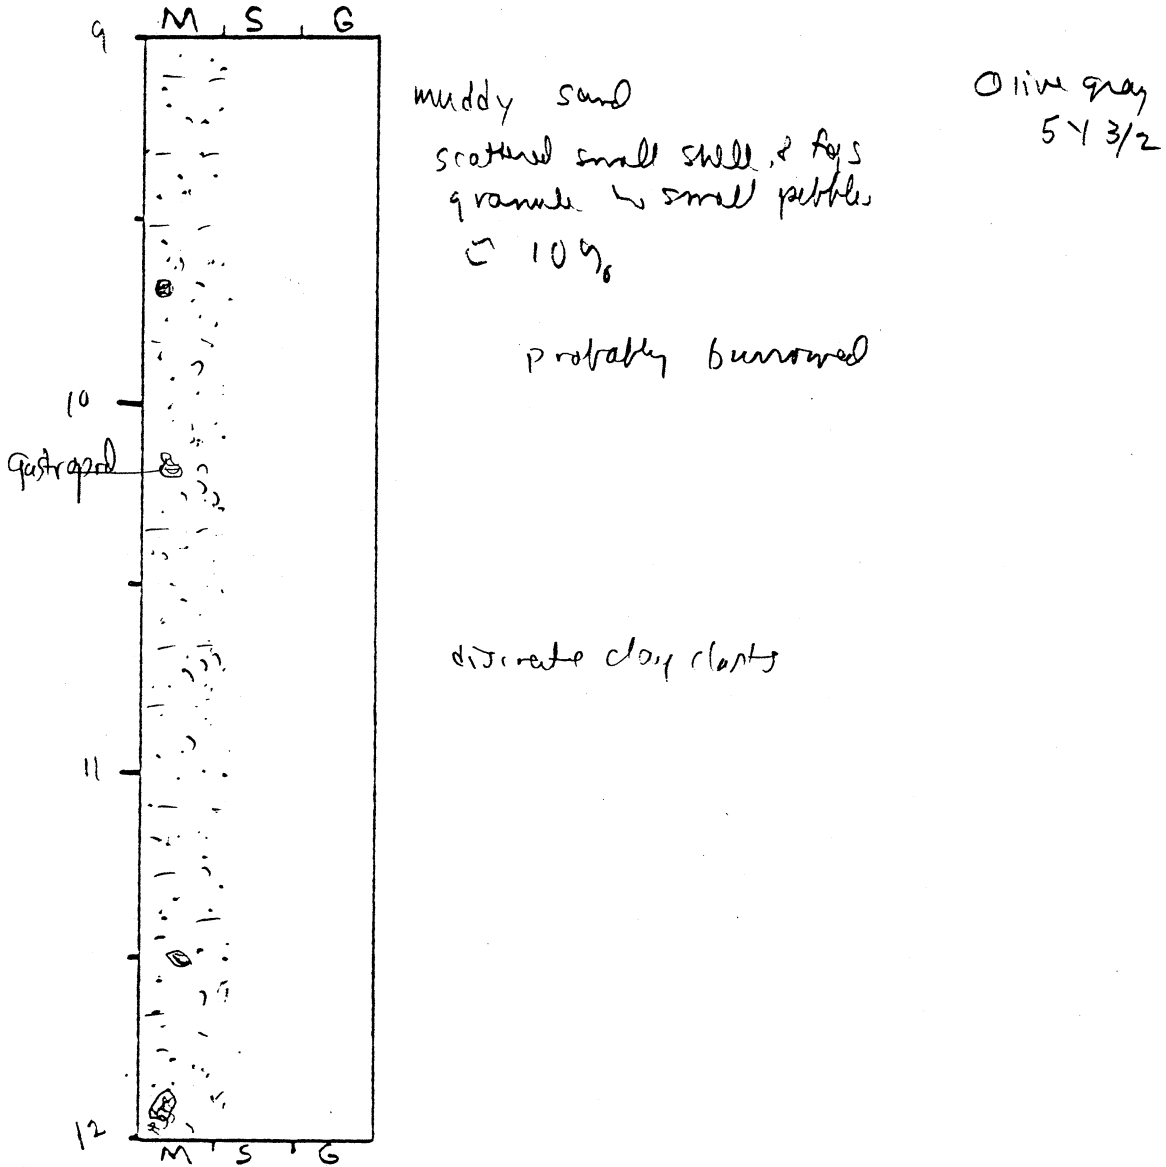 M S G
9
muddy sand
Olive gray
5Y 3/2
scattered small shell & frags
granule to small pebbles
10%
probably burrowed
10
Gastropod
discrete clay clasts
11
12
M S G